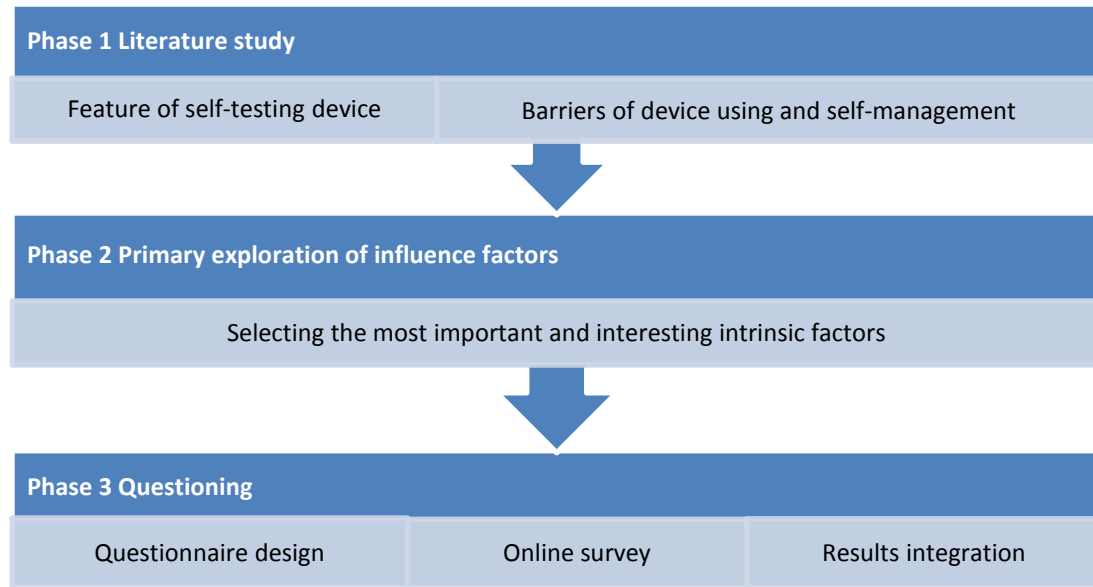 Phase 1 Literature study
Feature of self-testing device
Barriers of device using and self-management
Phase 2 Primary exploration of influence factors
Selecting the most important and interesting intrinsic factors
Phase 3 Questioning
Questionnaire design
Online survey
Results integration